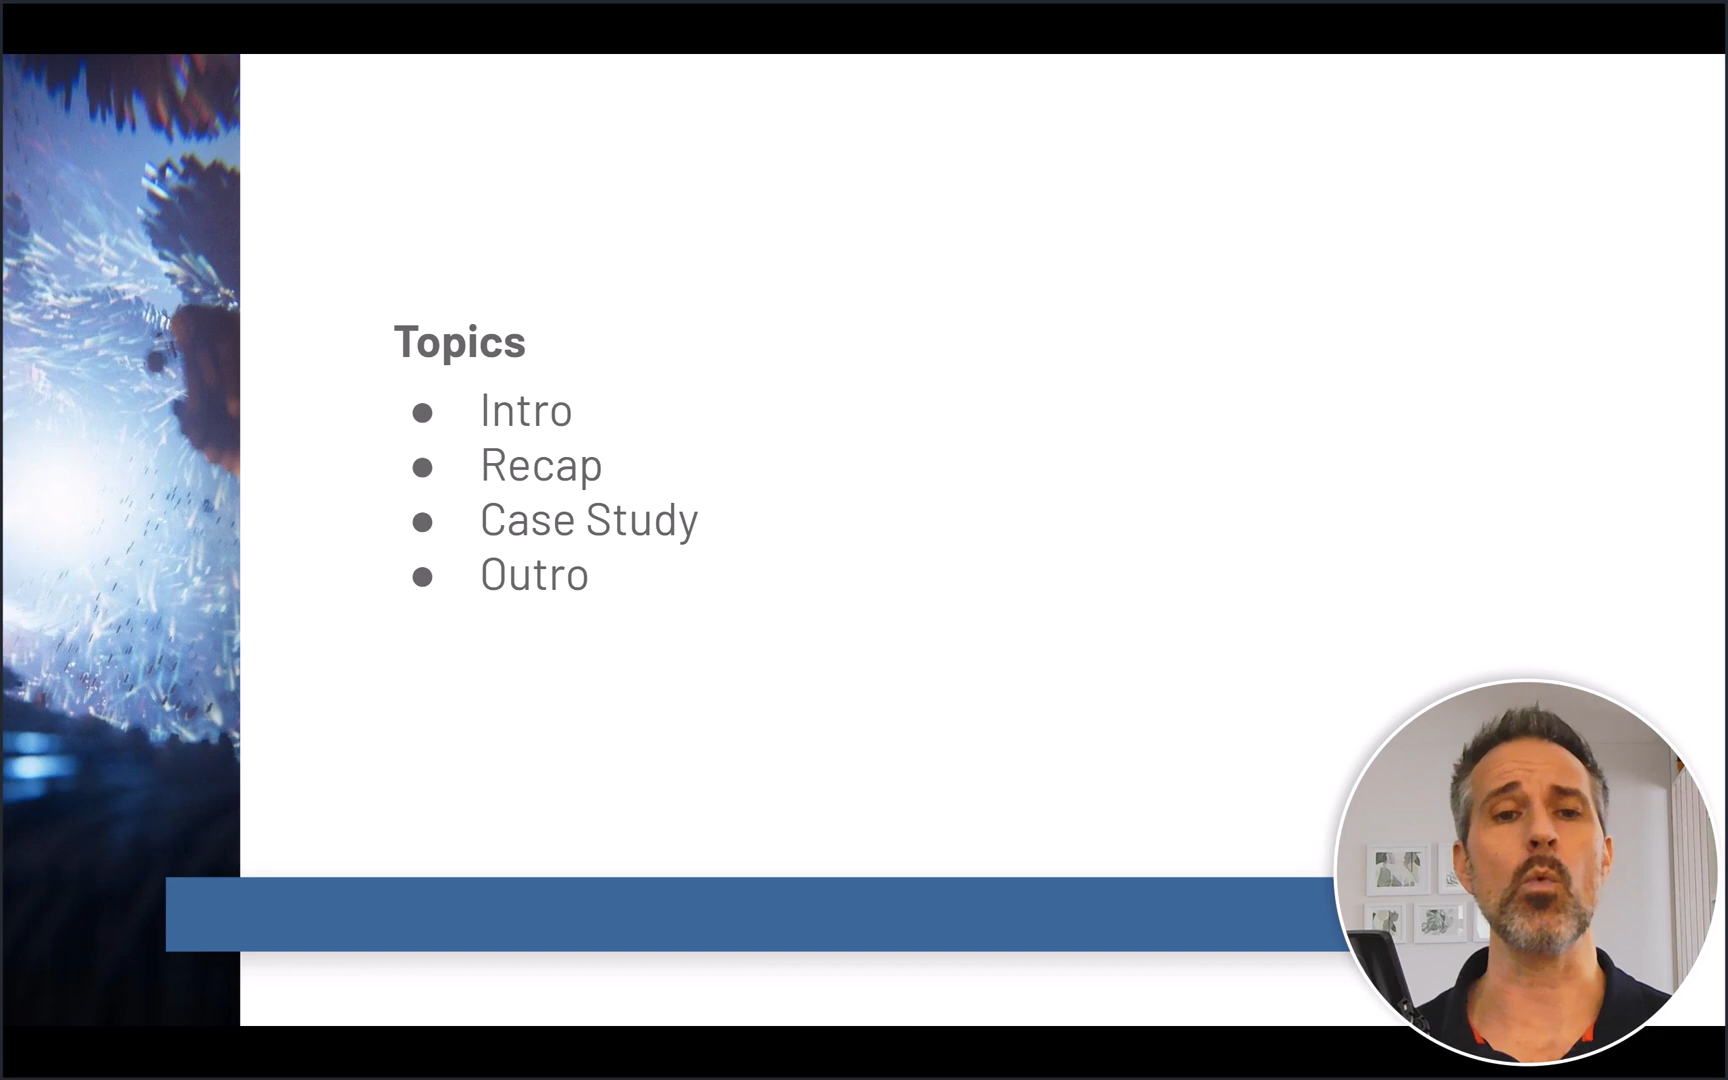 Topics
● Intro
● Recap
● Case Study
● Outro